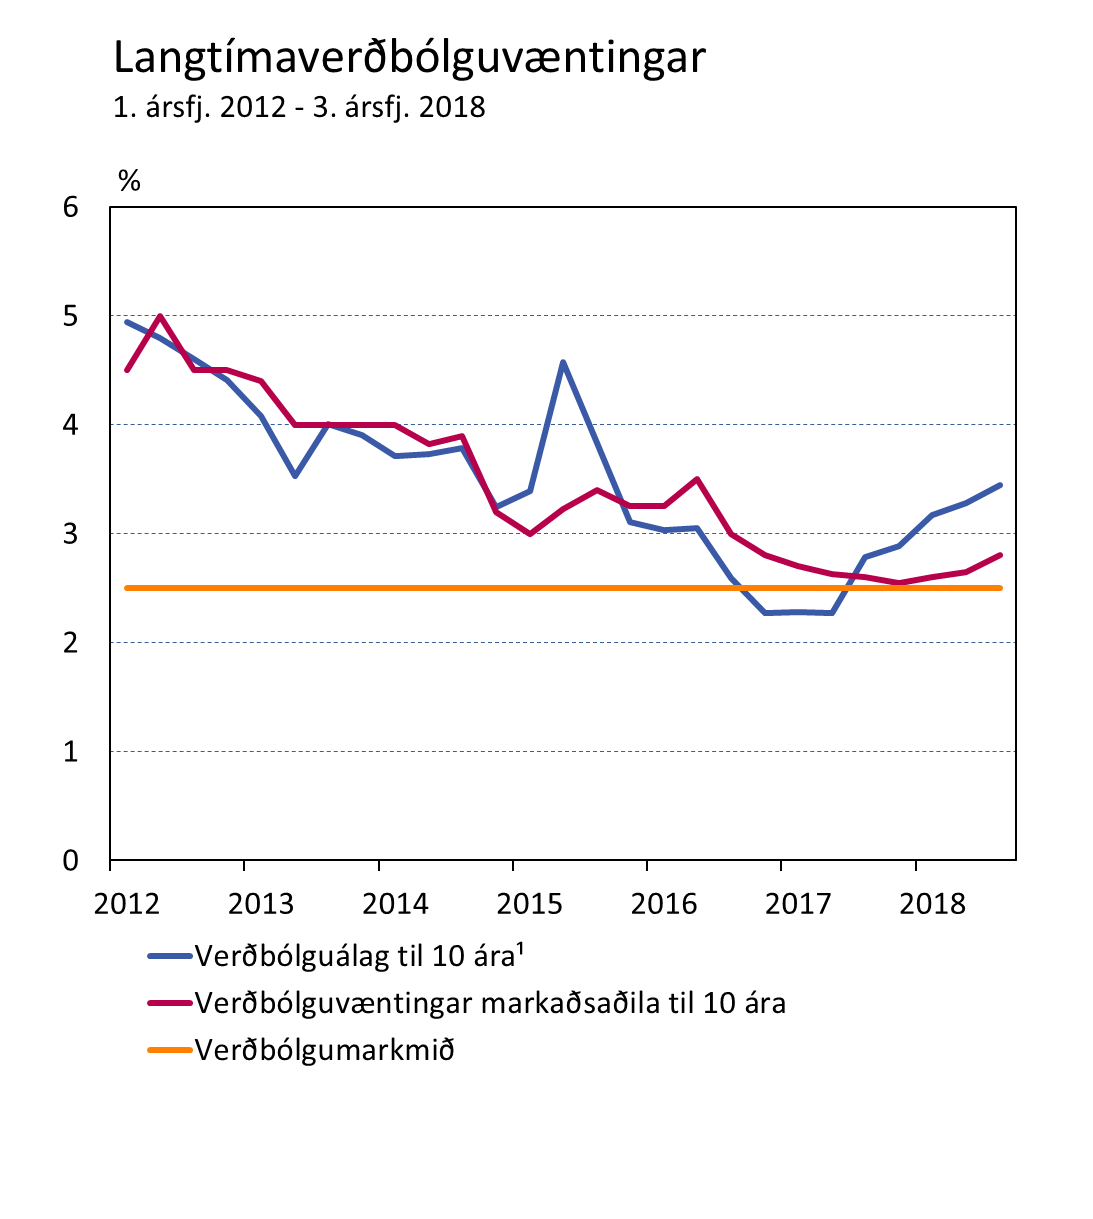 Langtímaverðbólguvæntingar
1. ársfj. 2012 - 3. ársfj. 2018
%
6
5
4
3
2
1
0
2012 2013 2014 2015 2016 2017 2018
Verðbólguálag til 10 ára¹
Verðbólguvæntingar markaðsaðila til 10 ára
Verðbólgumarkmið